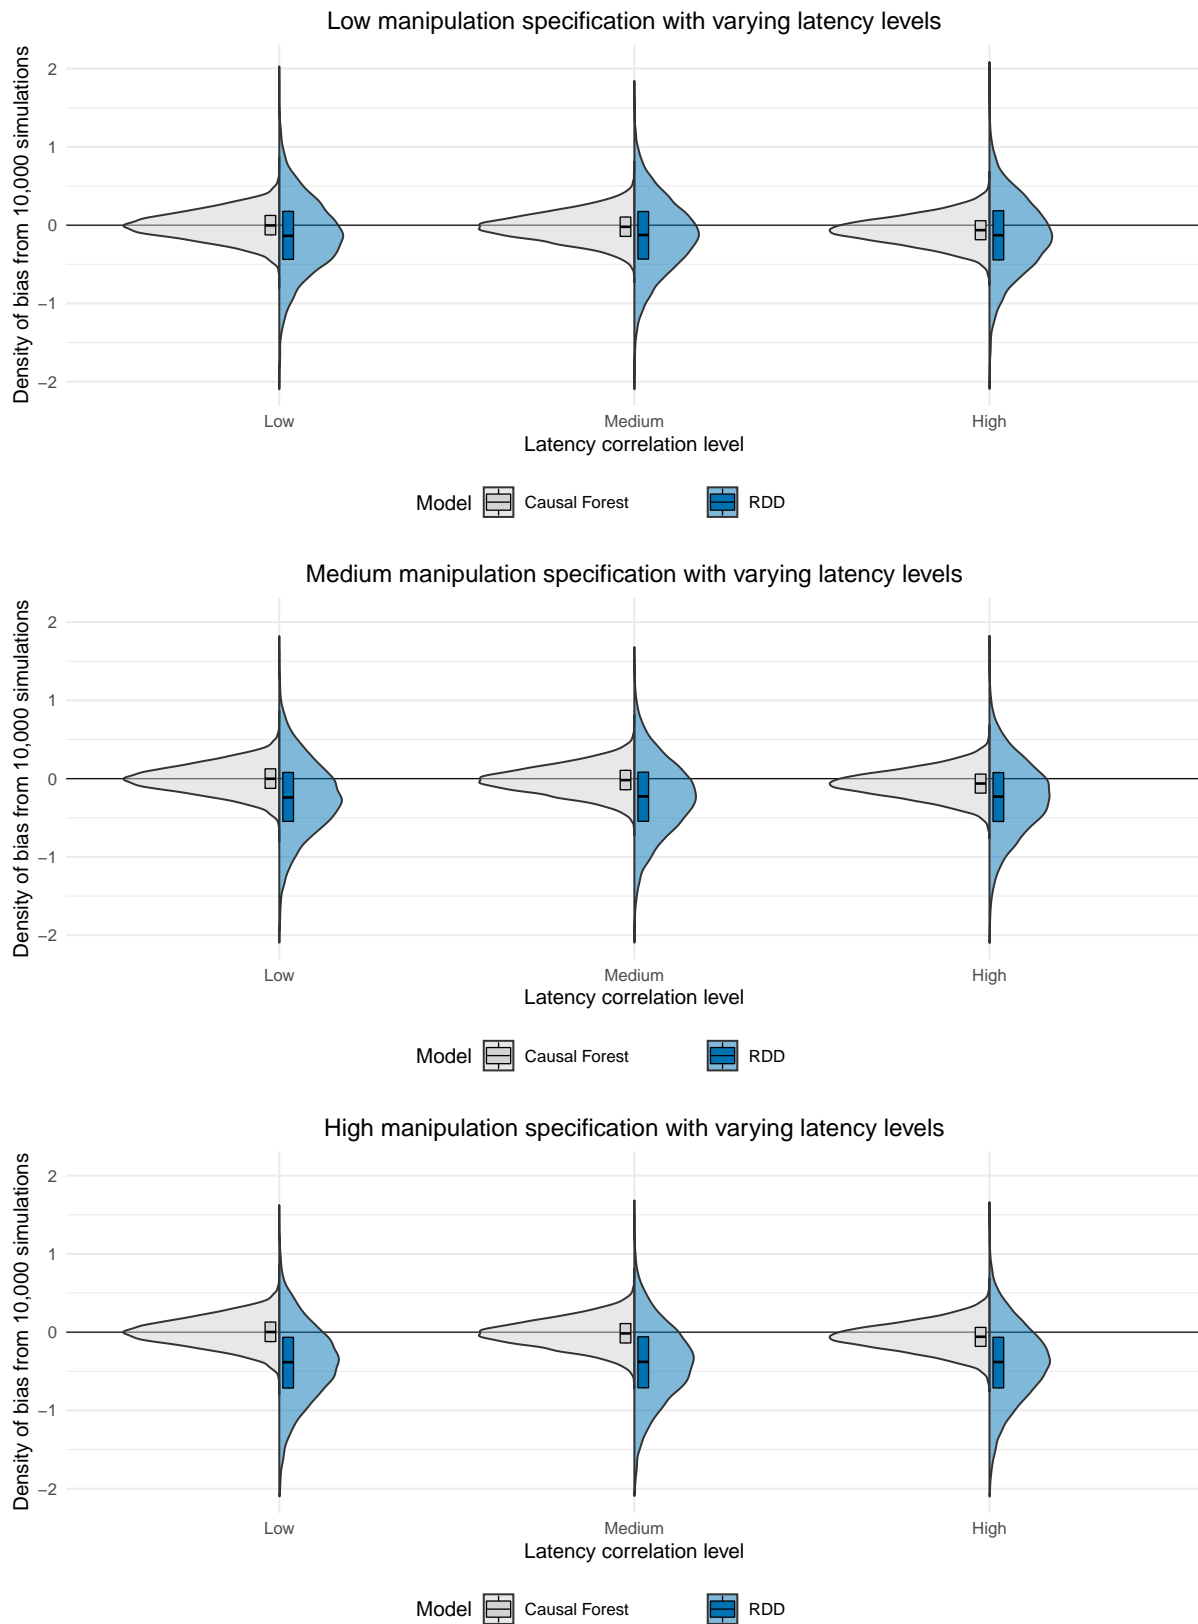 Low manipulation specification with varying latency levels
Density of bias from 10,000 simulations
2
1
0
−1
−2
Low Medium High
Latency correlation level
Model Causal Forest RDD
Medium manipulation specification with varying latency levels
Density of bias from 10,000 simulations
2
1
0
−1
−2
Low Medium High
Latency correlation level
Model Causal Forest RDD
High manipulation specification with varying latency levels
Density of bias from 10,000 simulations
2
1
0
−1
−2
Low Medium High
Latency correlation level
Model Causal Forest RDD